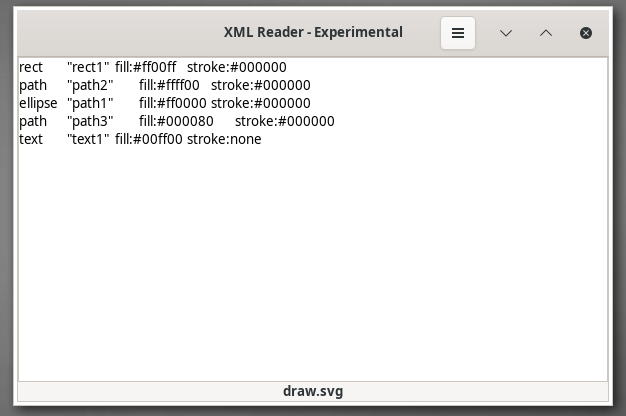 XML Reader - Experimental
rect "rect1" fill:#ff00ff stroke:#000000
path "path2" fill:#ffff00 stroke:#000000
ellipse "path1" fill:#ff0000 stroke:#000000
path "path3" fill:#000080 stroke:#000000
text "text1" fill:#00ff00 stroke:none
draw.svg